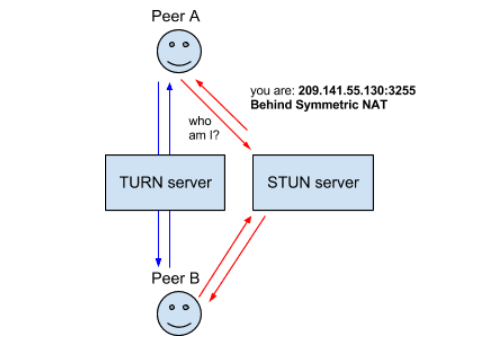 Peer A
you are: 209.141.55.130:3255
Behind Symmetric NAT
who
am I?
TURN server
STUN server
Peer B